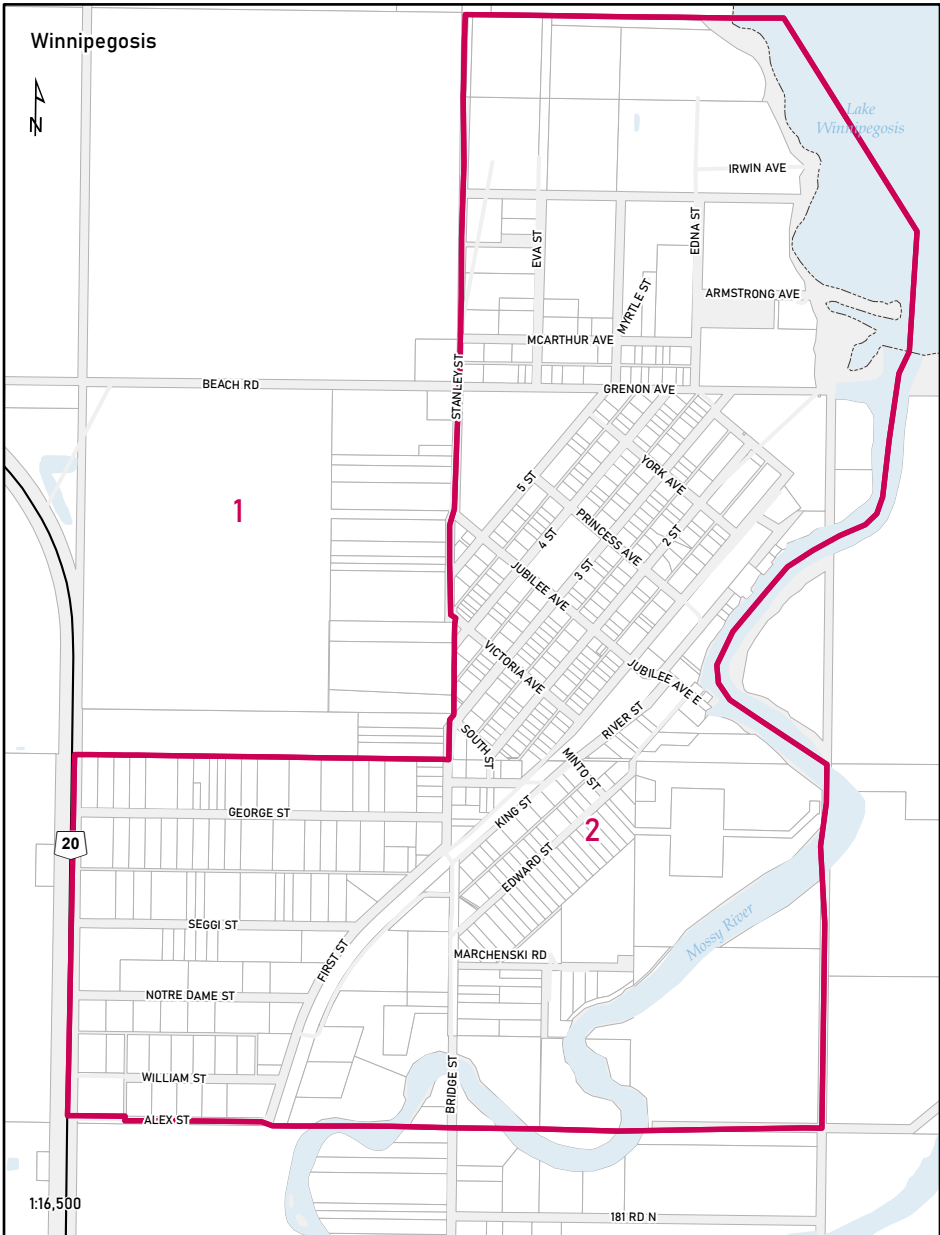 Winnipegosis
N
Lake
Winnipegosis
IRWIN AVE
EDNA ST
EVA ST
MYRTLE ST
ARMSTRONG AVE
MCARTHUR AVE
STANLEY ST
BEACH RD
GRENON AVE
YORK AVE
5 ST
1
PRINCESS AVE
4 ST
2 ST
3 ST
JUBILEE AVE
VICTORIA AVE
JUBILEE AVE E
RIVER ST
SOUTH ST
MINTO ST
GEORGE ST
KING ST
2
20
EDWARD ST
SEGGI ST
Mossy River
FIRST ST
MARCHENSKI RD
NOTRE DAME ST
WILLIAM ST
BRIDGE ST
ALEX ST
1:16,500
181 RD N